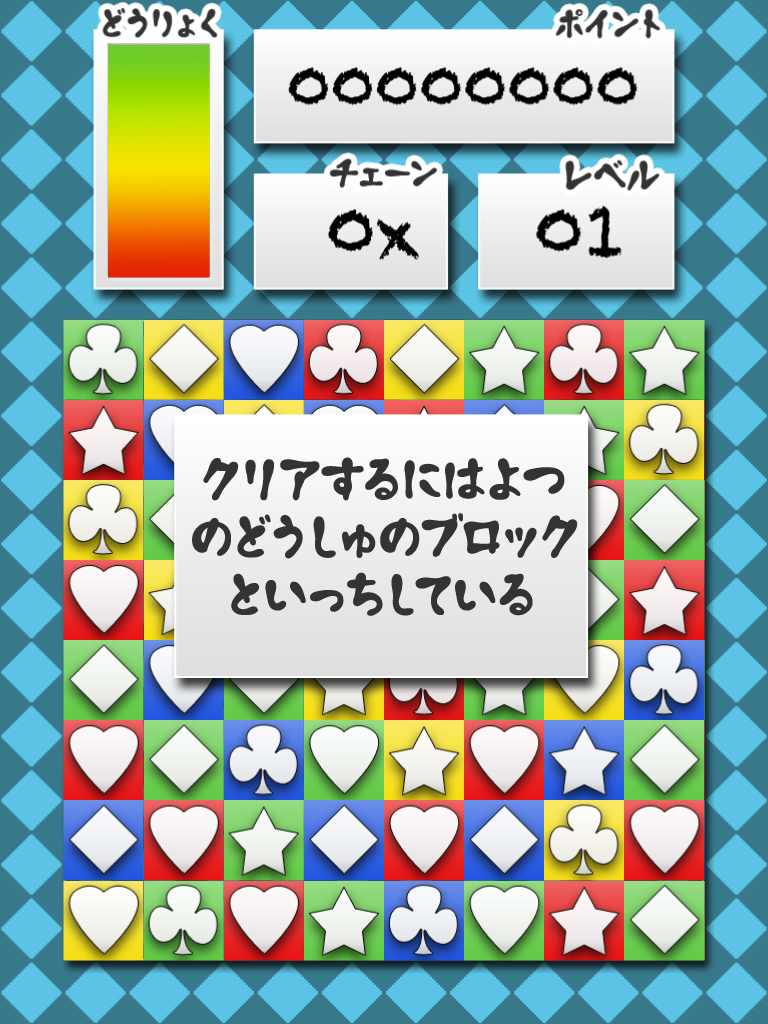 どうりょく
ポイント
00000000
チェーン
レベル
0x
01
クリアするにはよつ
のどうしゅのブロック
といっちしている